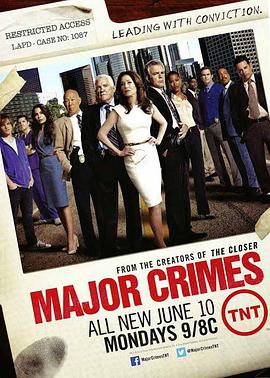 RESTRICTED ACCESS
LAPD - CASE NO: 1087
LEADING WITH CONVICTION.
FROM THE CREATORS OF THE CLOSER
MAJOR CRIMES
ALL NEW JUNE 10
MONDAYS 9/8C
TNT
MajorCrimesTNT
MajorCrimesTNT